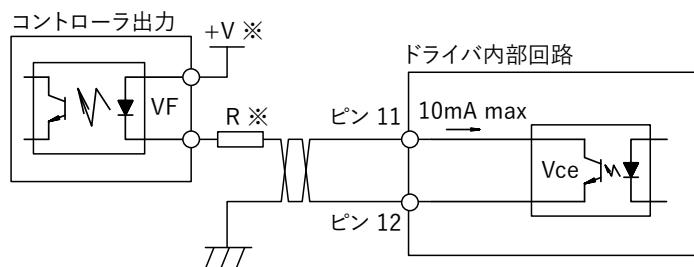 コントローラ出力
+V ※
ドライバ内部回路
VF
R ※
ピン 11
10mA max
Vce
ピン 12